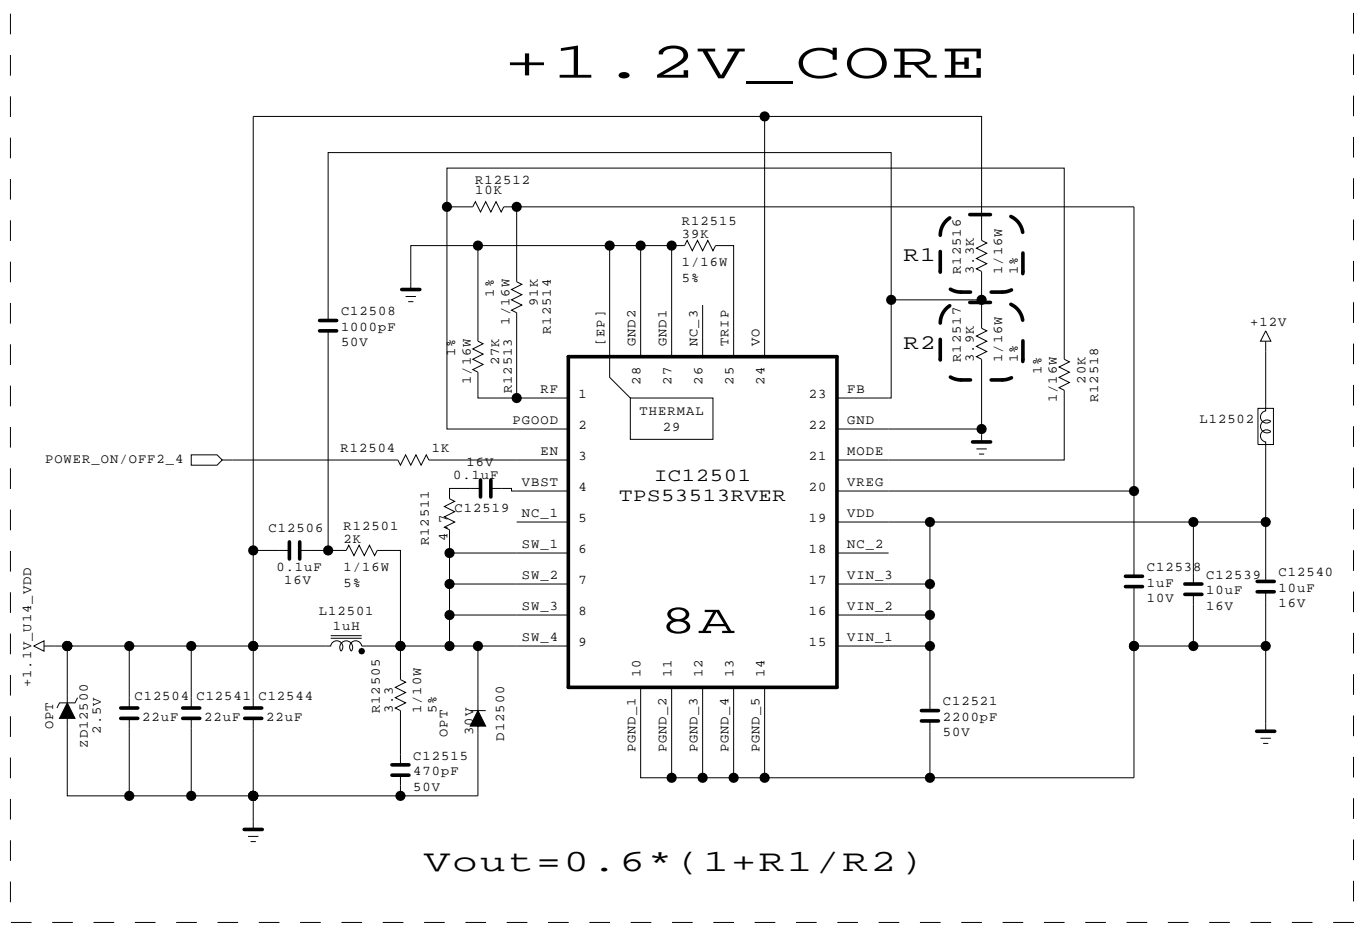 +1.2V_CORE
R12512
10K
R12515
39K
1/16W
5%
R1
R12516
3.3K
1/16W
1%
R2
R12517
3.9K
1/16W
1%
C12508
1000pF
50V
1%
1/16W
91K
R12514
1%
1/16W
27K
R12513
[EP]
GND2
GND1
NC_3
TRIP
VO
28
27
26
25
24
1%
1/16W
20K
R12518
+12V
L12502
RF
1
PGOOD
2
EN
3
VBST
4
NC_1
5
SW_1
6
SW_2
7
SW_3
8
SW_4
9
THERMAL
29
IC12501
TPS53513RVER
8A
23
FB
22
GND
21
MODE
20
VREG
19
VDD
18
NC_2
17
VIN_3
16
VIN_2
15
VIN_1
POWER_ON/OFF2_4
R12504
1K
16V
0.1uF
C12519
R12511
4.7
C12506
0.1uF
16V
R12501
2K
1/16W
5%
L12501
1uH
+1.1V_U14_VDD
OPT
ZD12500
2.5V
C12504
22uF
C12541
22uF
C12544
22uF
R12505
3.3
1/10W
5%
C12515
470pF
50V
OPT
30V
D12500
10
11
12
13
14
PGND_1
PGND_2
PGND_3
PGND_4
PGND_5
C12521
2200pF
50V
C12538
1uF
10V
C12539
10uF
16V
C12540
10uF
16V
Vout=0.6*(1+R1/R2)